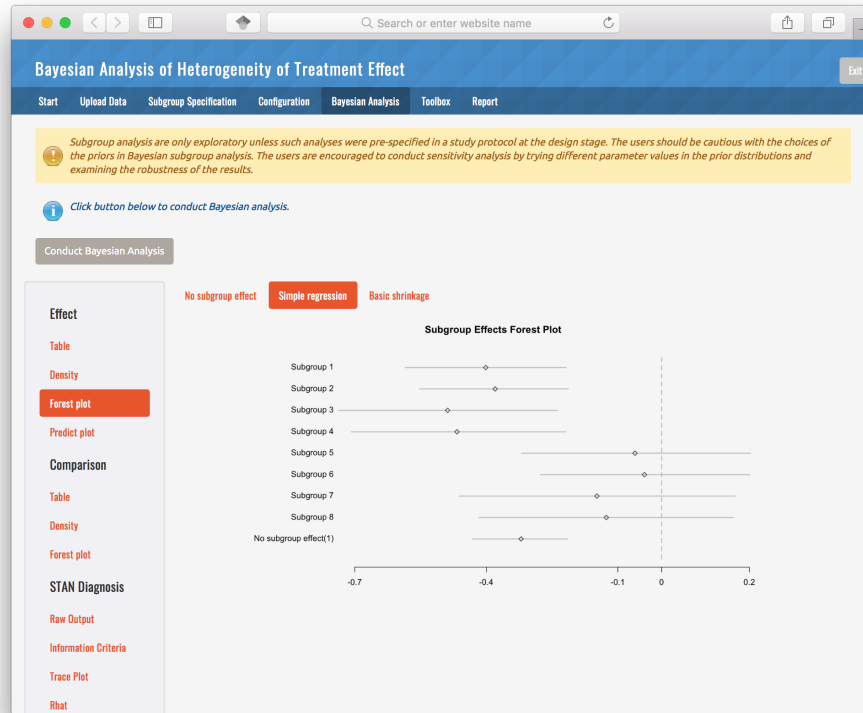 Search or enter website name
Bayesian Analysis of Heterogeneity of Treatment Effect
Exit
Start Upload Data Subgroup Specification Configuration Bayesian Analysis Toolbox Report
Subgroup analysis are only exploratory unless such analyses were pre-specified in a study protocol at the design stage. The users should be cautious with the choices of
the priors in Bayesian subgroup analysis. The users are encouraged to conduct sensitivity analysis by trying different parameter values in the prior distributions and
examining the robustness of the results.
Click button below to conduct Bayesian analysis.
Conduct Bayesian Analysis
Effect
Table
Density
Forest plot
Predict plot
Comparison
Table
Density
Forest plot
STAN Diagnosis
Raw Output
Information Criteria
Trace Plot
Rhat
No subgroup effect Simple regression Basic shrinkage
Subgroup Effects Forest Plot
Subgroup 1
Subgroup 2
Subgroup 3
Subgroup 4
Subgroup 5
Subgroup 6
Subgroup 7
Subgroup 8
No subgroup effect(1)
-0.7 -0.4 -0.1 0 0.2